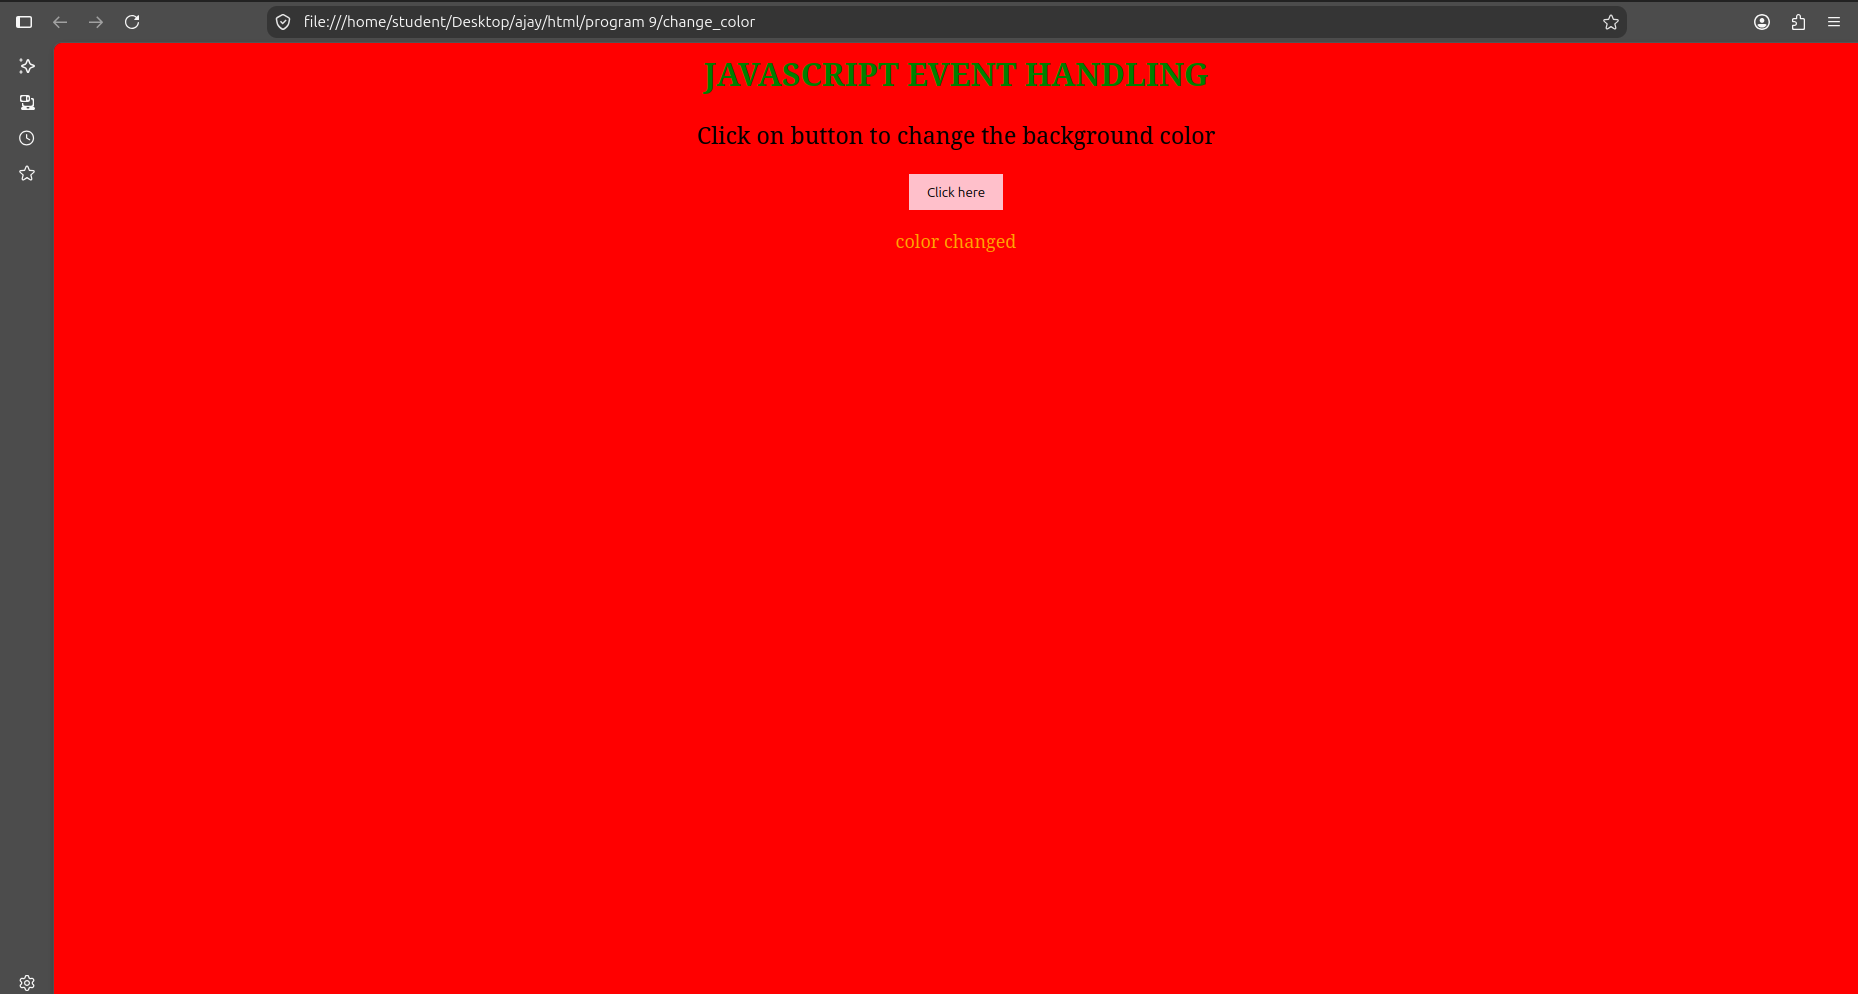 file:///home/student/Desktop/ajay/html/program 9/change_color
JAVASCRIPT EVENT HANDLING
Click on button to change the background color
Click here
color changed